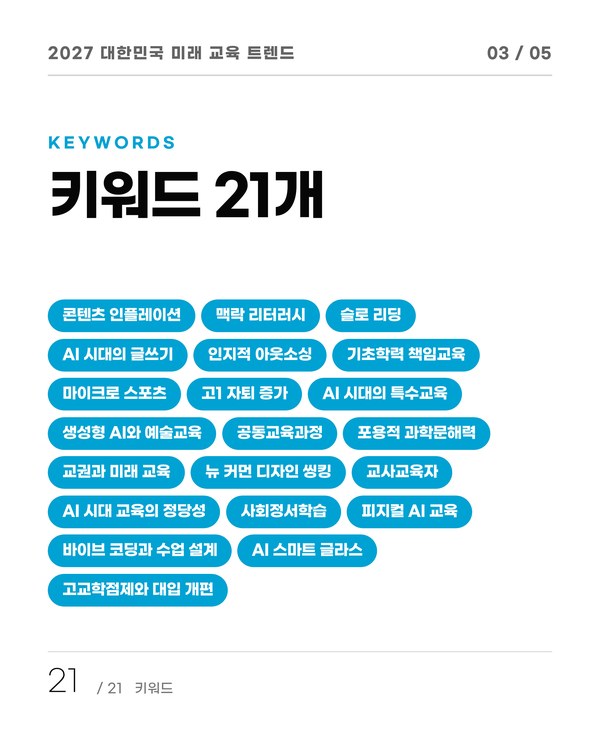 2027 대한민국 미래 교육 트렌드 03 / 05
KEYWORDS
키워드 21개
콘텐츠 인플레이션 맥락 리터러시 슬로 리딩
AI 시대의 글쓰기 인지적 아웃소싱 기초학력 책임교육
마이크로 스포츠 고1 자퇴 증가 AI 시대의 특수교육
생성형 AI와 예술교육 공동교육과정 포용적 과학문해력
교권과 미래 교육 뉴 커먼 디자인 씽킹 교사교육자
AI 시대 교육의 정당성 사회정서학습 피지컬 AI 교육
바이브 코딩과 수업 설계 AI 스마트 글라스
고교학점제와 대입 개편
21 / 21 키워드